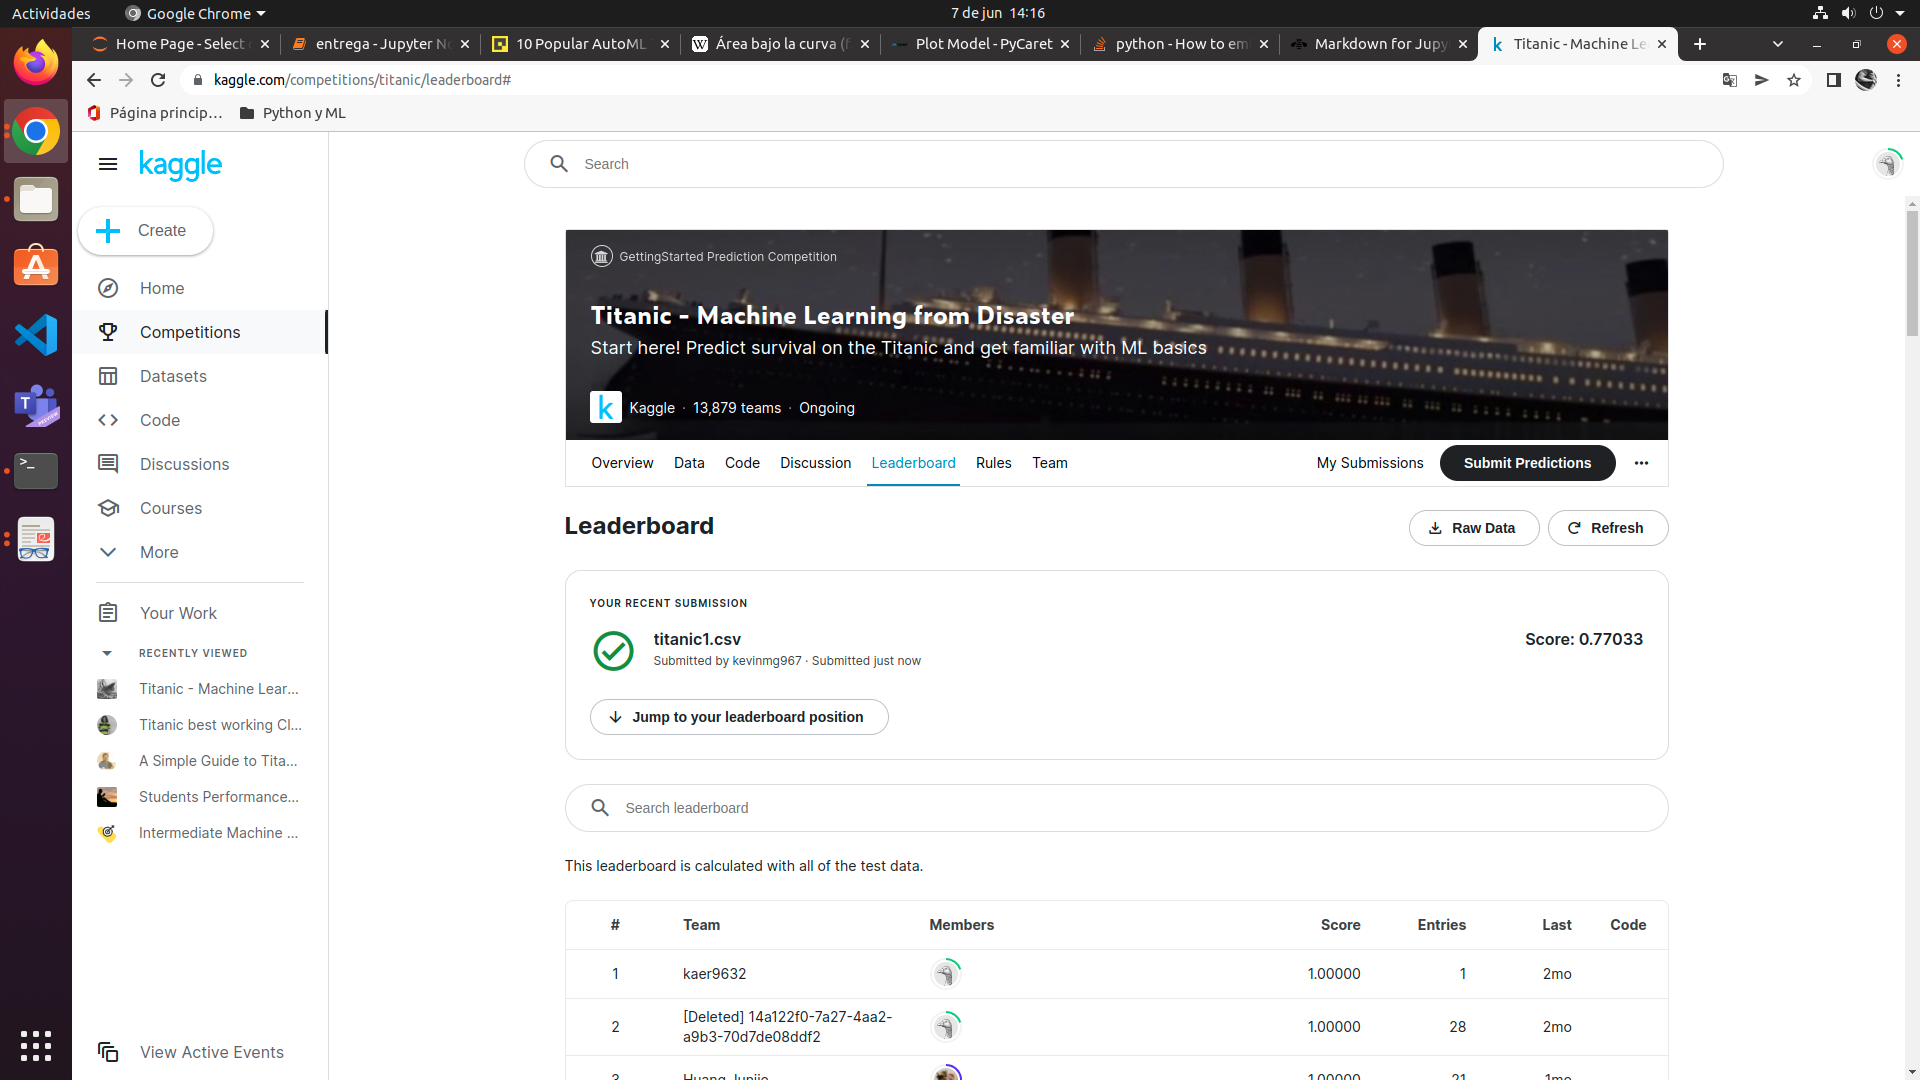 Actividades
Google Chrome
7 de jun 14:16
Home Page - Select
entrega - Jupyter No
10 Popular AutoML
Área bajo la curva (f
Plot Model - PyCaret
python - How to em
Markdown for Jupy
Titanic - Machine Le
kaggle.com/competitions/titanic/leaderboard#
Página princip…
Python y ML
kaggle
Search
Create
Home
Competitions
Datasets
Code
Discussions
Courses
More
Your Work
RECENTLY VIEWED
Titanic - Machine Lear...
Titanic best working Cl...
A Simple Guide to Tita...
Students Performance...
Intermediate Machine ...
View Active Events
GettingStarted Prediction Competition
Titanic - Machine Learning from Disaster
Start here! Predict survival on the Titanic and get familiar with ML basics
k
Kaggle · 13,879 teams · Ongoing
Overview
Data
Code
Discussion
Leaderboard
Rules
Team
My Submissions
Submit Predictions
Leaderboard
Raw Data
Refresh
YOUR RECENT SUBMISSION
titanic1.csv
Score: 0.77033
Submitted by kevinmg967 · Submitted just now
Jump to your leaderboard position
Search leaderboard
This leaderboard is calculated with all of the test data.
# Team Members Score Entries Last Code
1 kaer9632 1.00000 1 2mo
2 [Deleted] 14a122f0-7a27-4aa2-a9b3-70d7de08ddf2 1.00000 28 2mo
3 Huang Junjie 1.00000 21 1mo